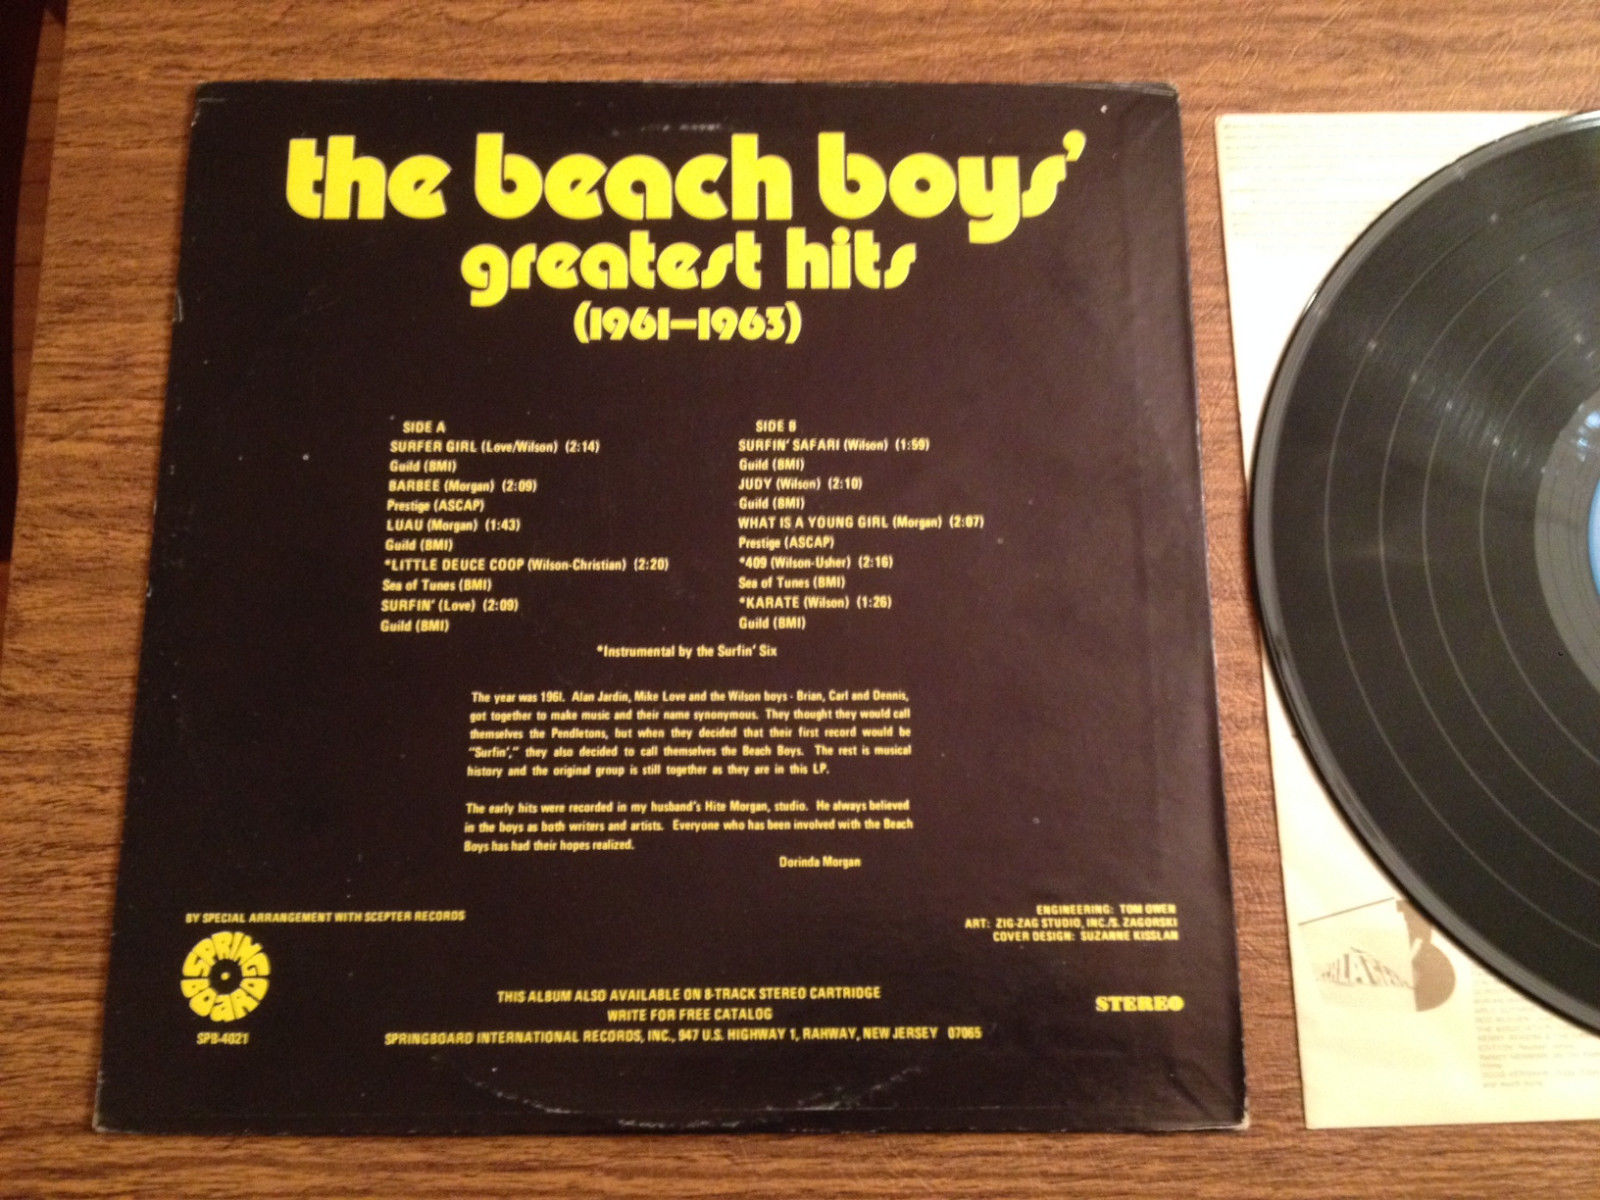 the beach boys'
greatest hits
(1961-1963)
SIDE A
SURFER GIRL (Love/Wilson) (2:14)
Guild (BMI)
BARBEE (Morgan) (2:09)
Prestige (ASCAP)
LUAU (Morgan) (1:43)
Guild (BMI)
*LITTLE DEUCE COOP (Wilson-Christian) (2:20)
Sea of Tunes (BMI)
SURFIN' (Love) (2:09)
Guild (BMI)
SIDE B
SURFIN' SAFARI (Wilson) (1:59)
Guild (BMI)
JUDY (Wilson) (2:10)
Guild (BMI)
WHAT IS A YOUNG GIRL (Morgan) (2:07)
Prestige (ASCAP)
*409 (Wilson-Usher) (2:16)
Sea of Tunes (BMI)
*KARATE (Wilson) (1:26)
Guild (BMI)
*Instrumental by the Surfin' Six
The year was 1961. Alan Jardin, Mike Love and the Wilson boys - Brian, Carl and Dennis,
got together to make music and their name synonymous. They thought they would call
themselves the Pendletons, but when they decided that their first record would be
"Surfin'," they also decided to call themselves the Beach Boys. The rest is musical
history and the original group is still together as they are in this LP.
The early hits were recorded in my husband's Hite Morgan, studio. He always believed
in the boys as both writers and artists. Everyone who has been involved with the Beach
Boys has had their hopes realized.
Dorinda Morgan
BY SPECIAL ARRANGEMENT WITH SCEPTER RECORDS
SPRINGBOARD
SPB-4021
ENGINEERING: TOM OWEN
ART: ZIG-ZAG STUDIO, INC./S. ZAGORSKI
COVER DESIGN: SUZANNE KISSLAN
THIS ALBUM ALSO AVAILABLE ON 8-TRACK STEREO CARTRIDGE
WRITE FOR FREE CATALOG
SPRINGBOARD INTERNATIONAL RECORDS, INC., 947 U.S. HIGHWAY 1, RAHWAY, NEW JERSEY 07065
STEREO